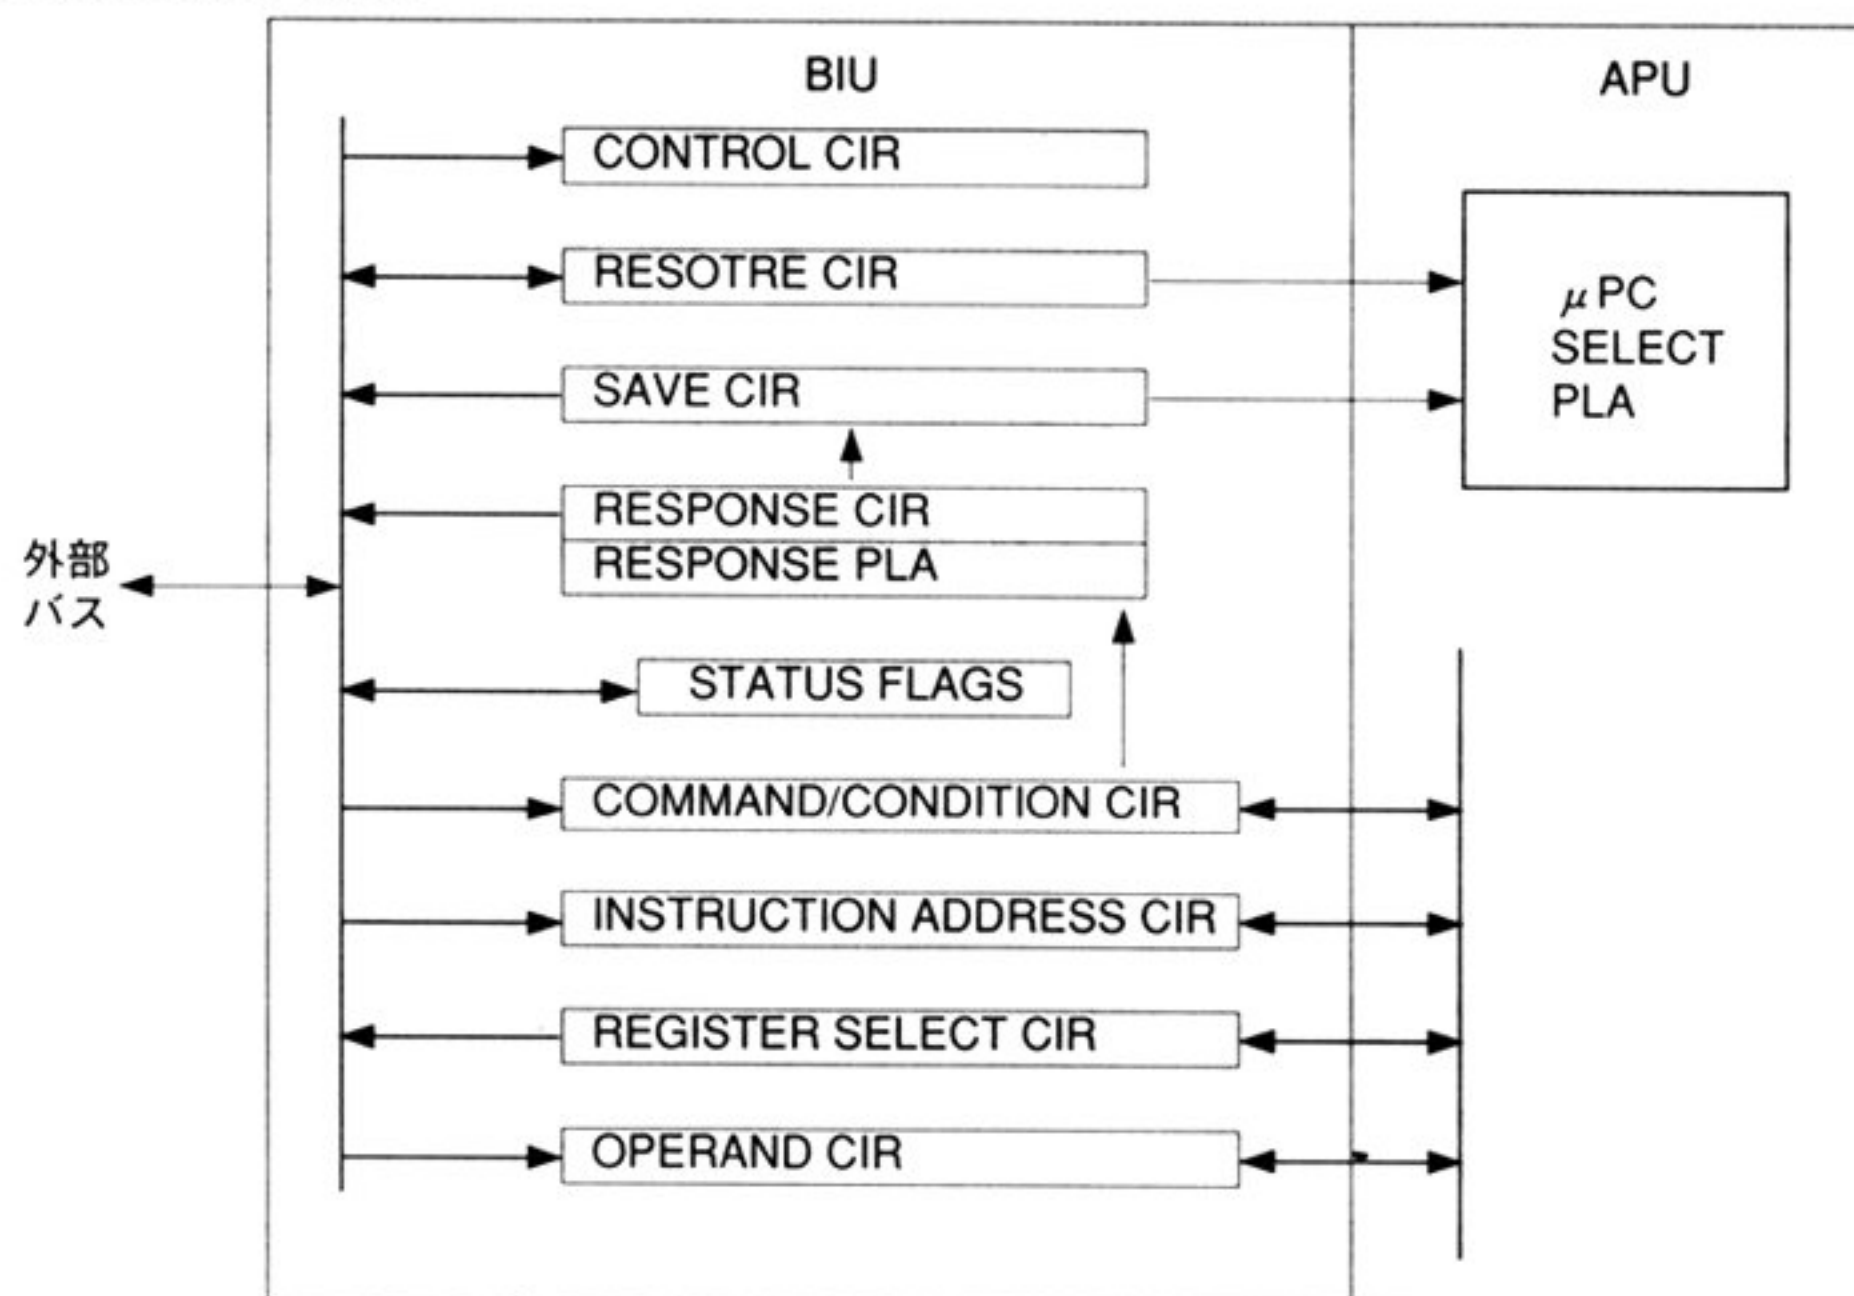 BIU
APU
CONTROL CIR
RESOTRE CIR
μPC
SELECT
PLA
SAVE CIR
RESPONSE CIR
RESPONSE PLA
外部
バス
STATUS FLAGS
COMMAND/CONDITION CIR
INSTRUCTION ADDRESS CIR
REGISTER SELECT CIR
OPERAND CIR